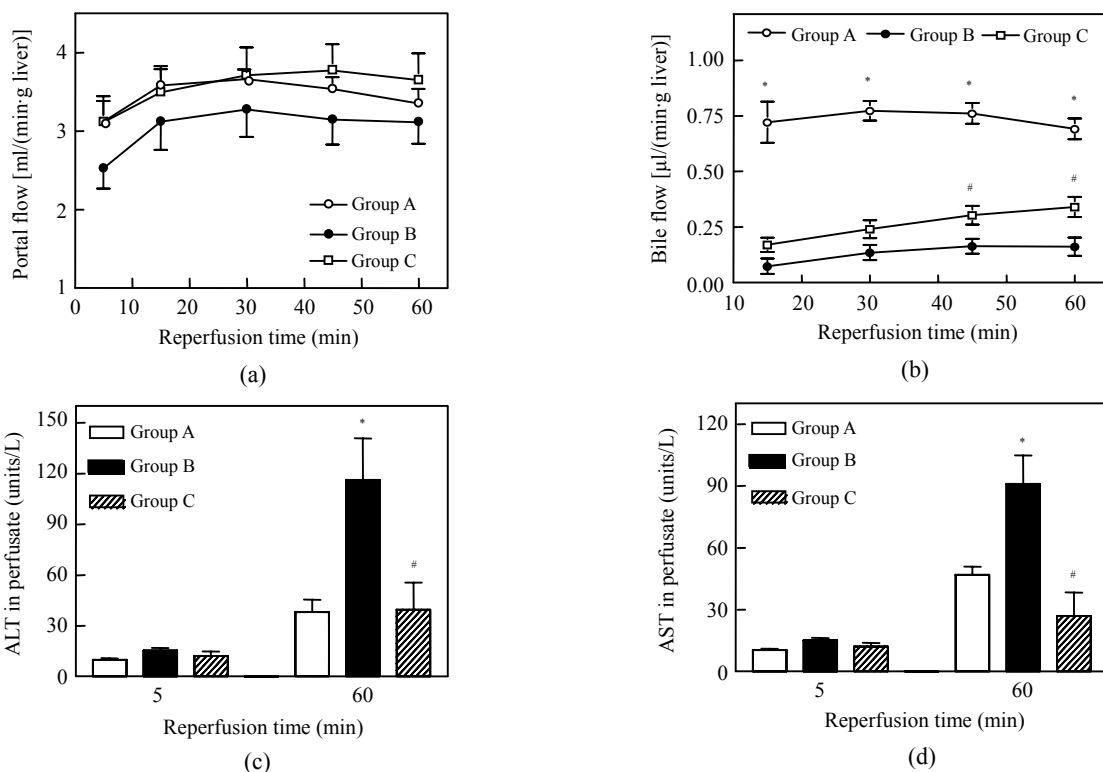 Portal flow [ml/(min·g liver)]
4
3
2
1
Group A
Group B
Group C
0 10 20 30 40 50 60
Reperfusion time (min)
(a)
Bile flow [µl/(min·g liver)]
Group A Group B Group C
1.00
* * * *
0.75
0.50
# #
0.25
0.00
10 20 30 40 50 60
Reperfusion time (min)
(b)
ALT in perfusate (units/L)
150
120
90
60
30
0
Group A
Group B
Group C
*
#
5 60
Reperfusion time (min)
(c)
AST in perfusate (units/L)
120
90
60
30
0
Group A
Group B
Group C
*
#
5 60
Reperfusion time (min)
(d)